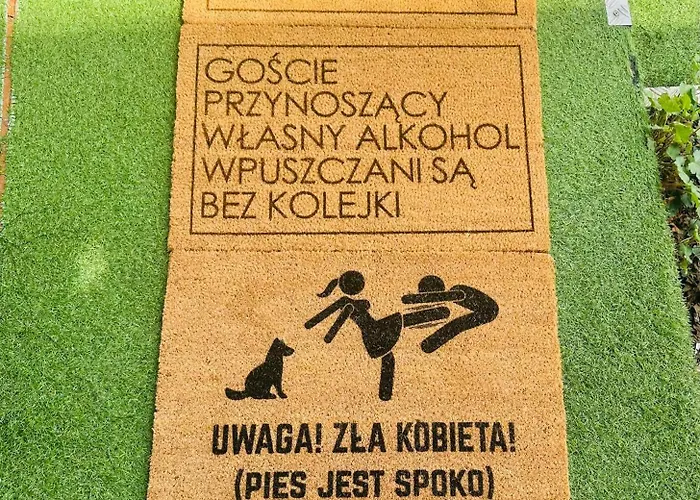 GOŚCIE
PRZYNOSZĄCY
WŁASNY ALKOHOL
WPUSZCZANI SĄ
BEZ KOLEJKI
UWAGA! ZŁA KOBIETA!
(PIES JEST SPOKO)